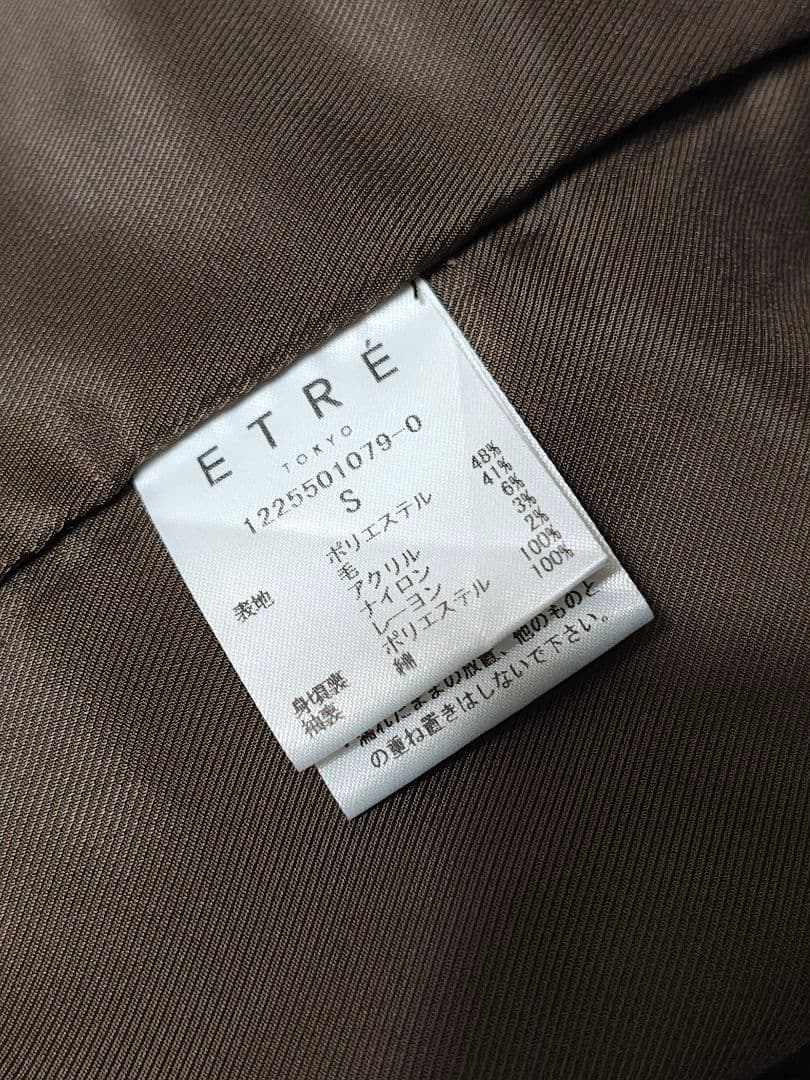 ETRÉ
TOKYO
1225501079-0
S
表地 ポリエステル 48%
毛 41%
アクリル 6%
ナイロン 3%
レーヨン 2%
身頃裏 ポリエステル 100%
袖裏 綿 100%
濡れたままの放置、他のものと
の重ね置きはしないで下さい。